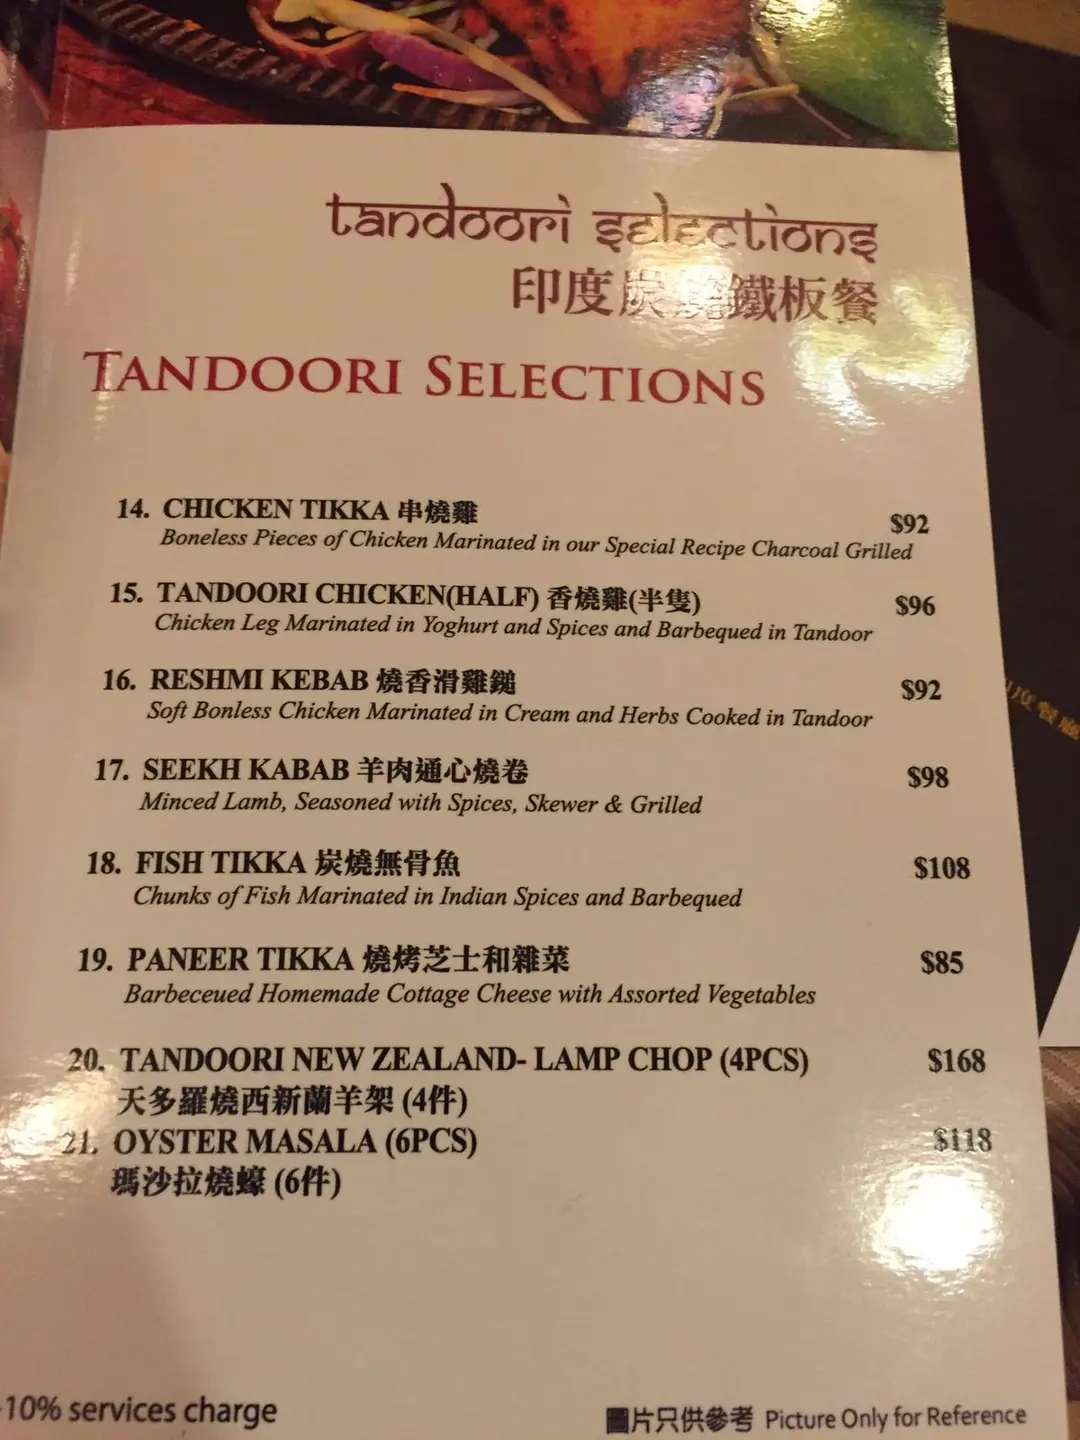 tandoori selections
印度炭燒鐵板餐
TANDOORI SELECTIONS
14. CHICKEN TIKKA 串燒雞 $92
Boneless Pieces of Chicken Marinated in our Special Recipe Charcoal Grilled
15. TANDOORI CHICKEN(HALF) 香燒雞(半隻) $96
Chicken Leg Marinated in Yoghurt and Spices and Barbequed in Tandoor
16. RESHMI KEBAB 燒香滑雞鎚 $92
Soft Bonless Chicken Marinated in Cream and Herbs Cooked in Tandoor
17. SEEKH KABAB 羊肉通心燒卷 $98
Minced Lamb, Seasoned with Spices, Skewer & Grilled
18. FISH TIKKA 炭燒無骨魚 $108
Chunks of Fish Marinated in Indian Spices and Barbequed
19. PANEER TIKKA 燒烤芝士和雜菜 $85
Barbeceued Homemade Cottage Cheese with Assorted Vegetables
20. TANDOORI NEW ZEALAND- LAMP CHOP (4PCS) $168
天多羅燒西新蘭羊架 (4件)
21. OYSTER MASALA (6PCS) $118
瑪沙拉燒蠔 (6件)
10% services charge
圖片只供參考 Picture Only for Reference
度餐廳